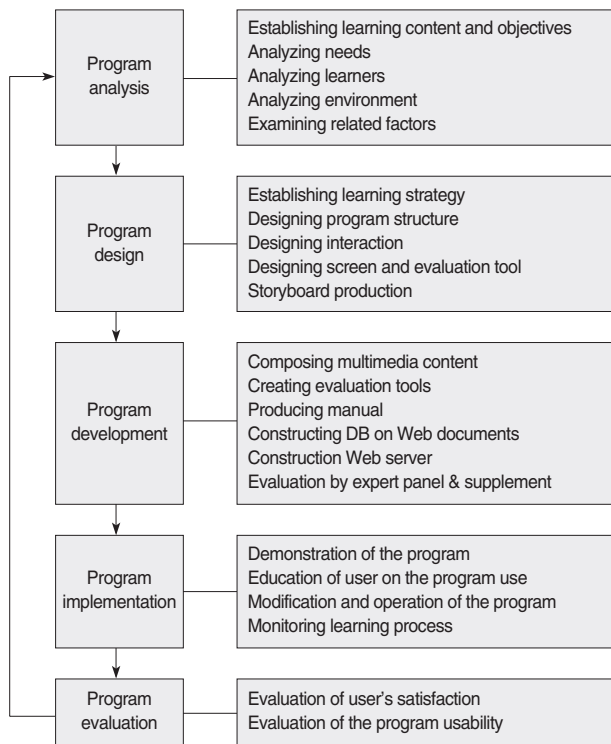 Program
analysis
Establishing learning content and objectives
Analyzing needs
Analyzing learners
Analyzing environment
Examining related factors
Program
design
Establishing learning strategy
Designing program structure
Designing interaction
Designing screen and evaluation tool
Storyboard production
Program
development
Composing multimedia content
Creating evaluation tools
Producing manual
Constructing DB on Web documents
Construction Web server
Evaluation by expert panel & supplement
Program
implementation
Demonstration of the program
Education of user on the program use
Modification and operation of the program
Monitoring learning process
Program
evaluation
Evaluation of user's satisfaction
Evaluation of the program usability